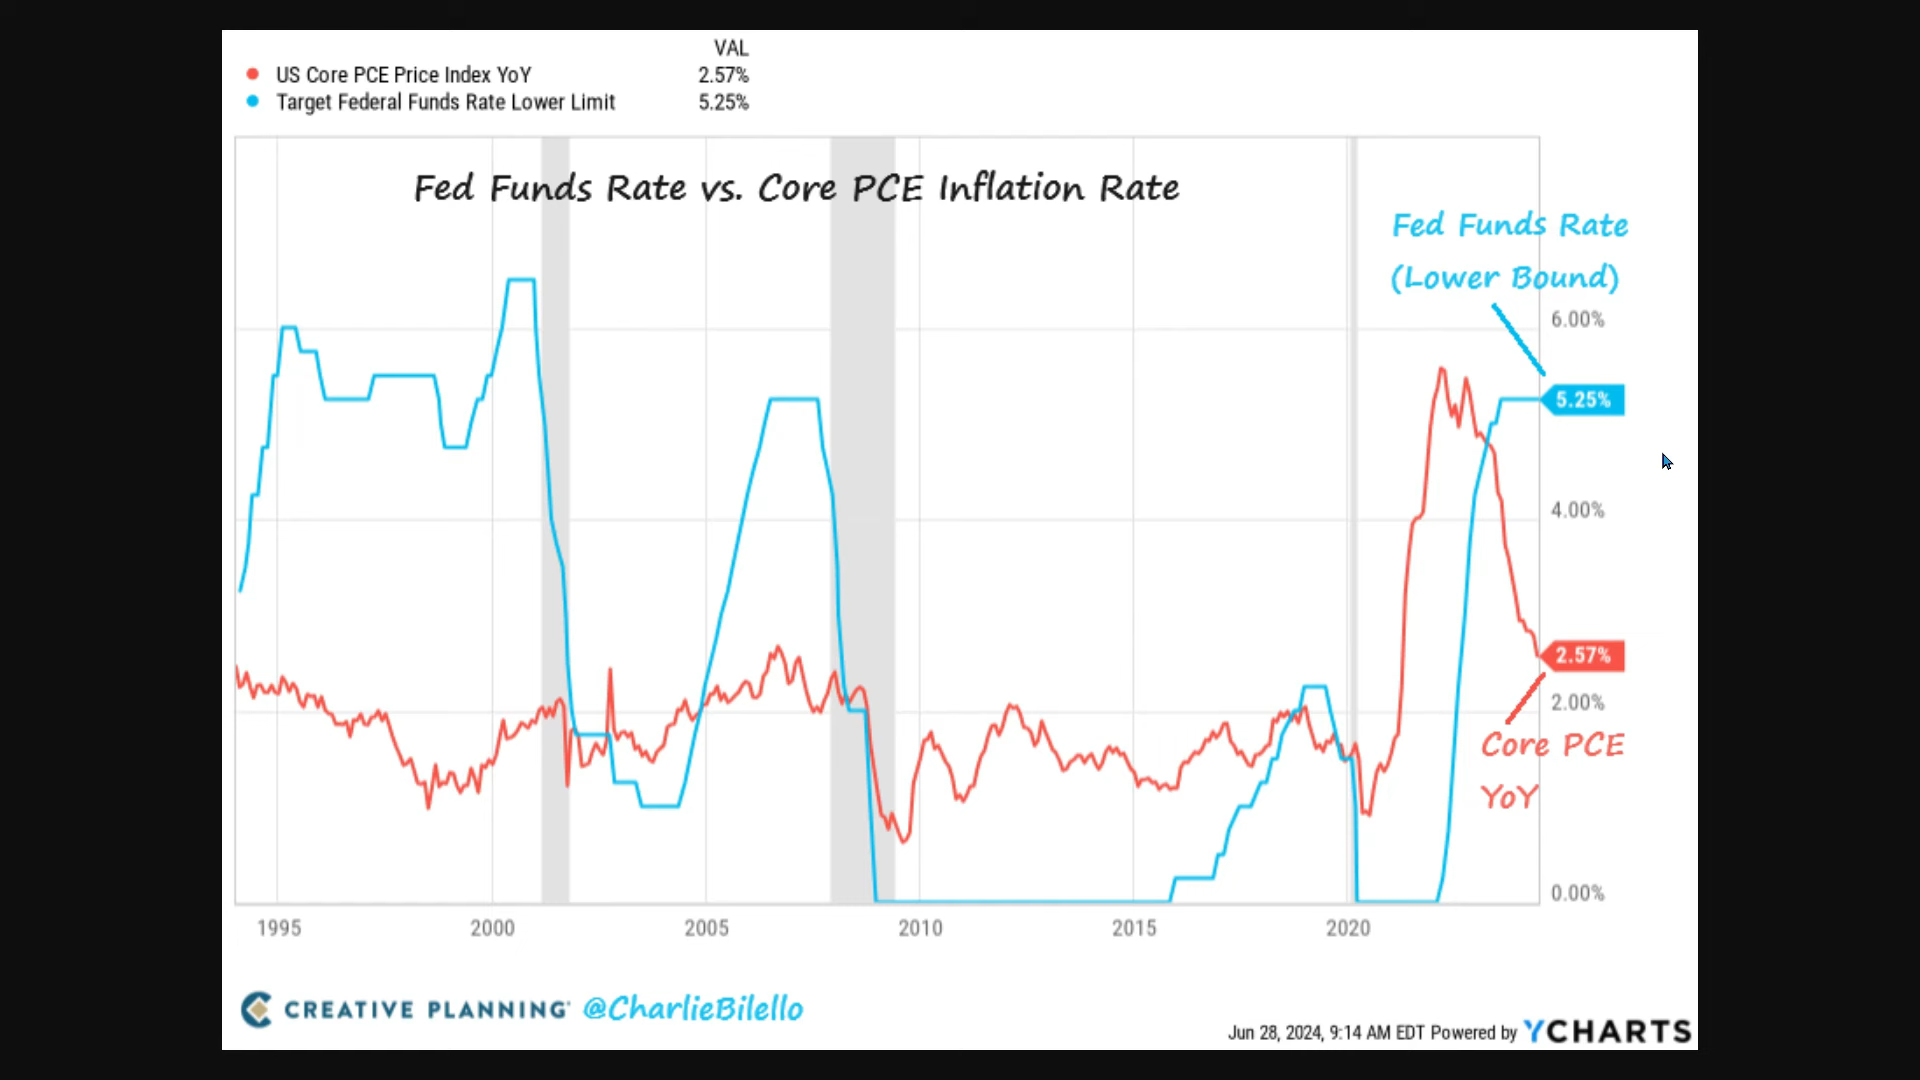 VAL
US Core PCE Price Index YoY 2.57%
Target Federal Funds Rate Lower Limit 5.25%
Fed Funds Rate vs. Core PCE Inflation Rate
Fed Funds Rate
(Lower Bound)
6.00%
5.25%
4.00%
2.57%
2.00%
Core PCE
YoY
0.00%
1995 2000 2005 2010 2015 2020
CREATIVE PLANNING @CharlieBilello
Jun 28, 2024, 9:14 AM EDT Powered by YCHARTS